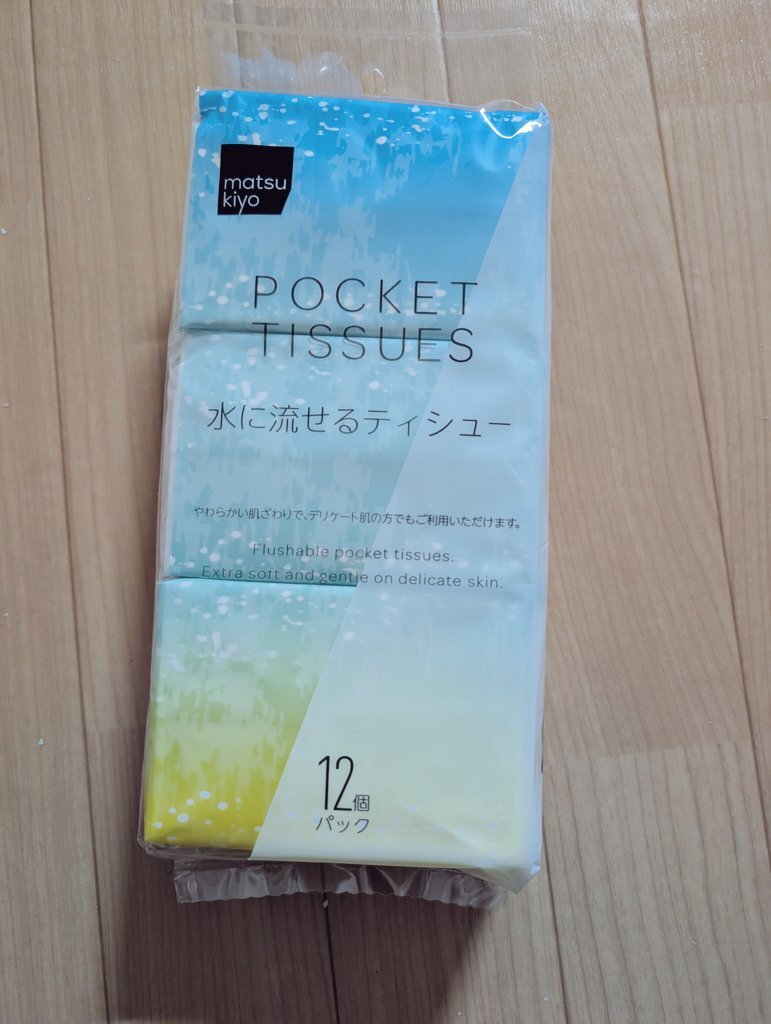 matsu
kiyo
POCKET
TISSUES
水に流せるティシュー
やわらかい肌ざわりで、デリケート肌の方でもご利用いただけます。
Flushable pocket tissues.
Extra soft and gentle on delicate skin.
12個
パック